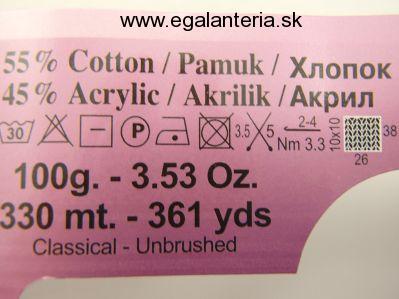 www.egalanteria.sk
55% Cotton / Pamuk / Хлопок
45% Acrylic / Akrilik / Акрил
30 P 3.5 5 2-4 Nm 3.3 10x10 38 26
100g. - 3.53 Oz.
330 mt. - 361 yds
Classical - Unbrushed